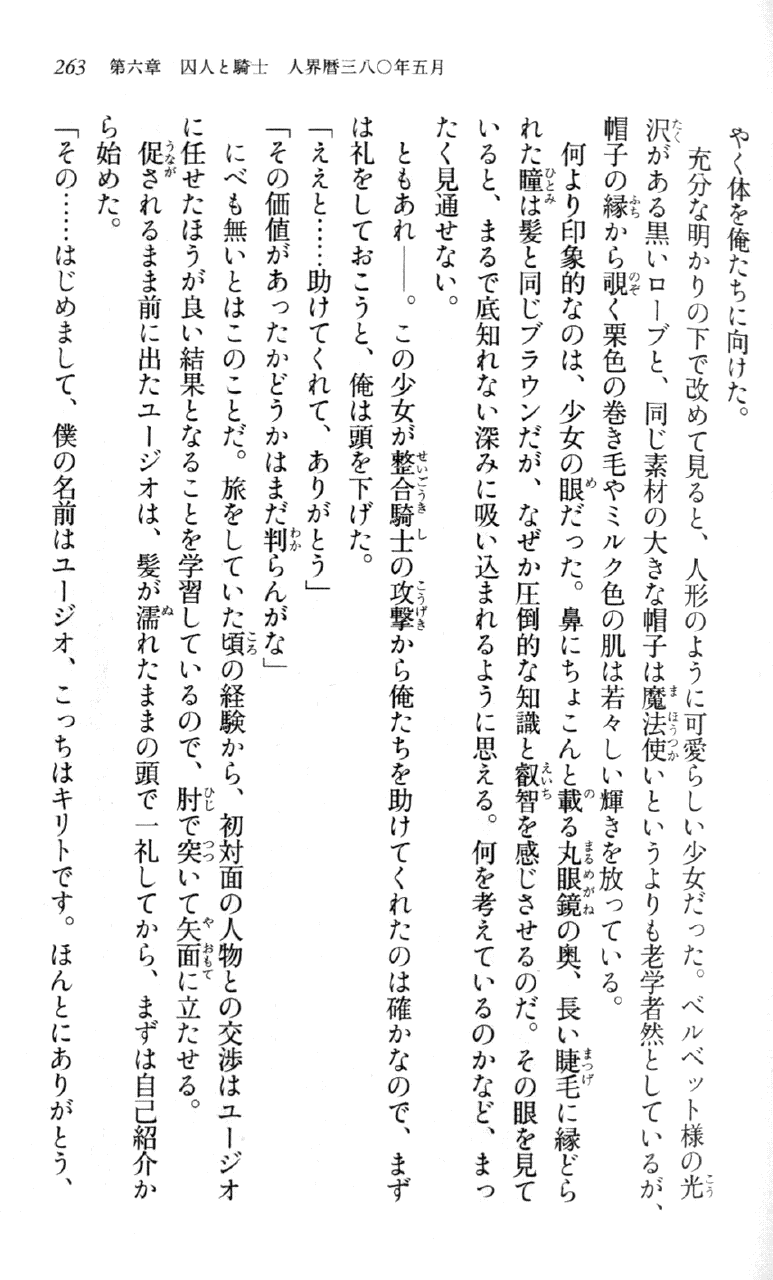 263　第六章　囚人と騎士　人界暦三八〇年五月
やく体を俺たちに向けた。
　充分な明かりの下で改めて見ると、人形のように可愛らしい少女だった。ベルベット様の光
沢がある黒いローブと、同じ素材の大きな帽子は魔法使いというよりも老学者然としているが、
帽子の縁から覗く栗色の巻き毛やミルク色の肌は若々しい輝きを放っている。
　何より印象的なのは、少女の眼だった。鼻にちょこんと載る丸眼鏡の奥、長い睫毛に縁どら
れた瞳は髪と同じブラウンだが、なぜか圧倒的な知識と叡智を感じさせるのだ。その眼を見て
いると、まるで底知れない深みに吸い込まれるように思える。何を考えているのかなど、まっ
たく見通せない。
　ともあれ――。この少女が整合騎士の攻撃から俺たちを助けてくれたのは確かなので、まず
は礼をしておこうと、俺は頭を下げた。
「ええと……助けてくれて、ありがとう」
「その価値があったかどうかはまだ判らんがな」
　にべも無いとはこのことだ。旅をしていた頃の経験から、初対面の人物との交渉はユージオ
に任せたほうが良い結果となることを学習しているので、肘で突いて矢面に立たせる。
　促されるまま前に出たユージオは、髪が濡れたままの頭で一礼してから、まずは自己紹介か
ら始めた。
「その……はじめまして、僕の名前はユージオ、こっちはキリトです。ほんとにありがとう、